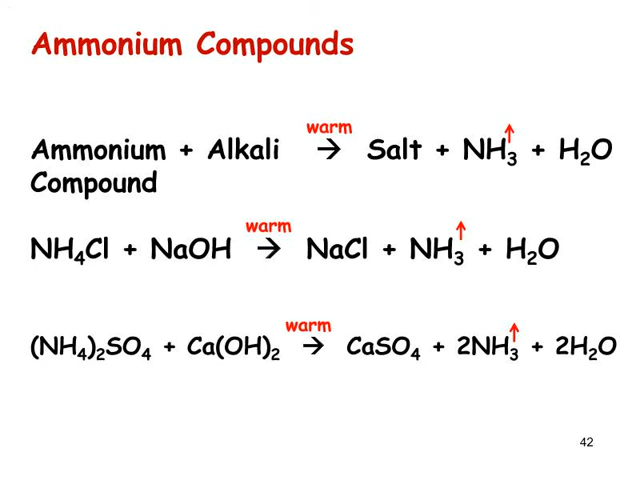 Ammonium Compounds
warm
Ammonium + Alkali → Salt + NH₃↑ + H₂O
Compound
warm
NH₄Cl + NaOH → NaCl + NH₃↑ + H₂O
warm
(NH₄)₂SO₄ + Ca(OH)₂ → CaSO₄ + 2NH₃↑ + 2H₂O
42